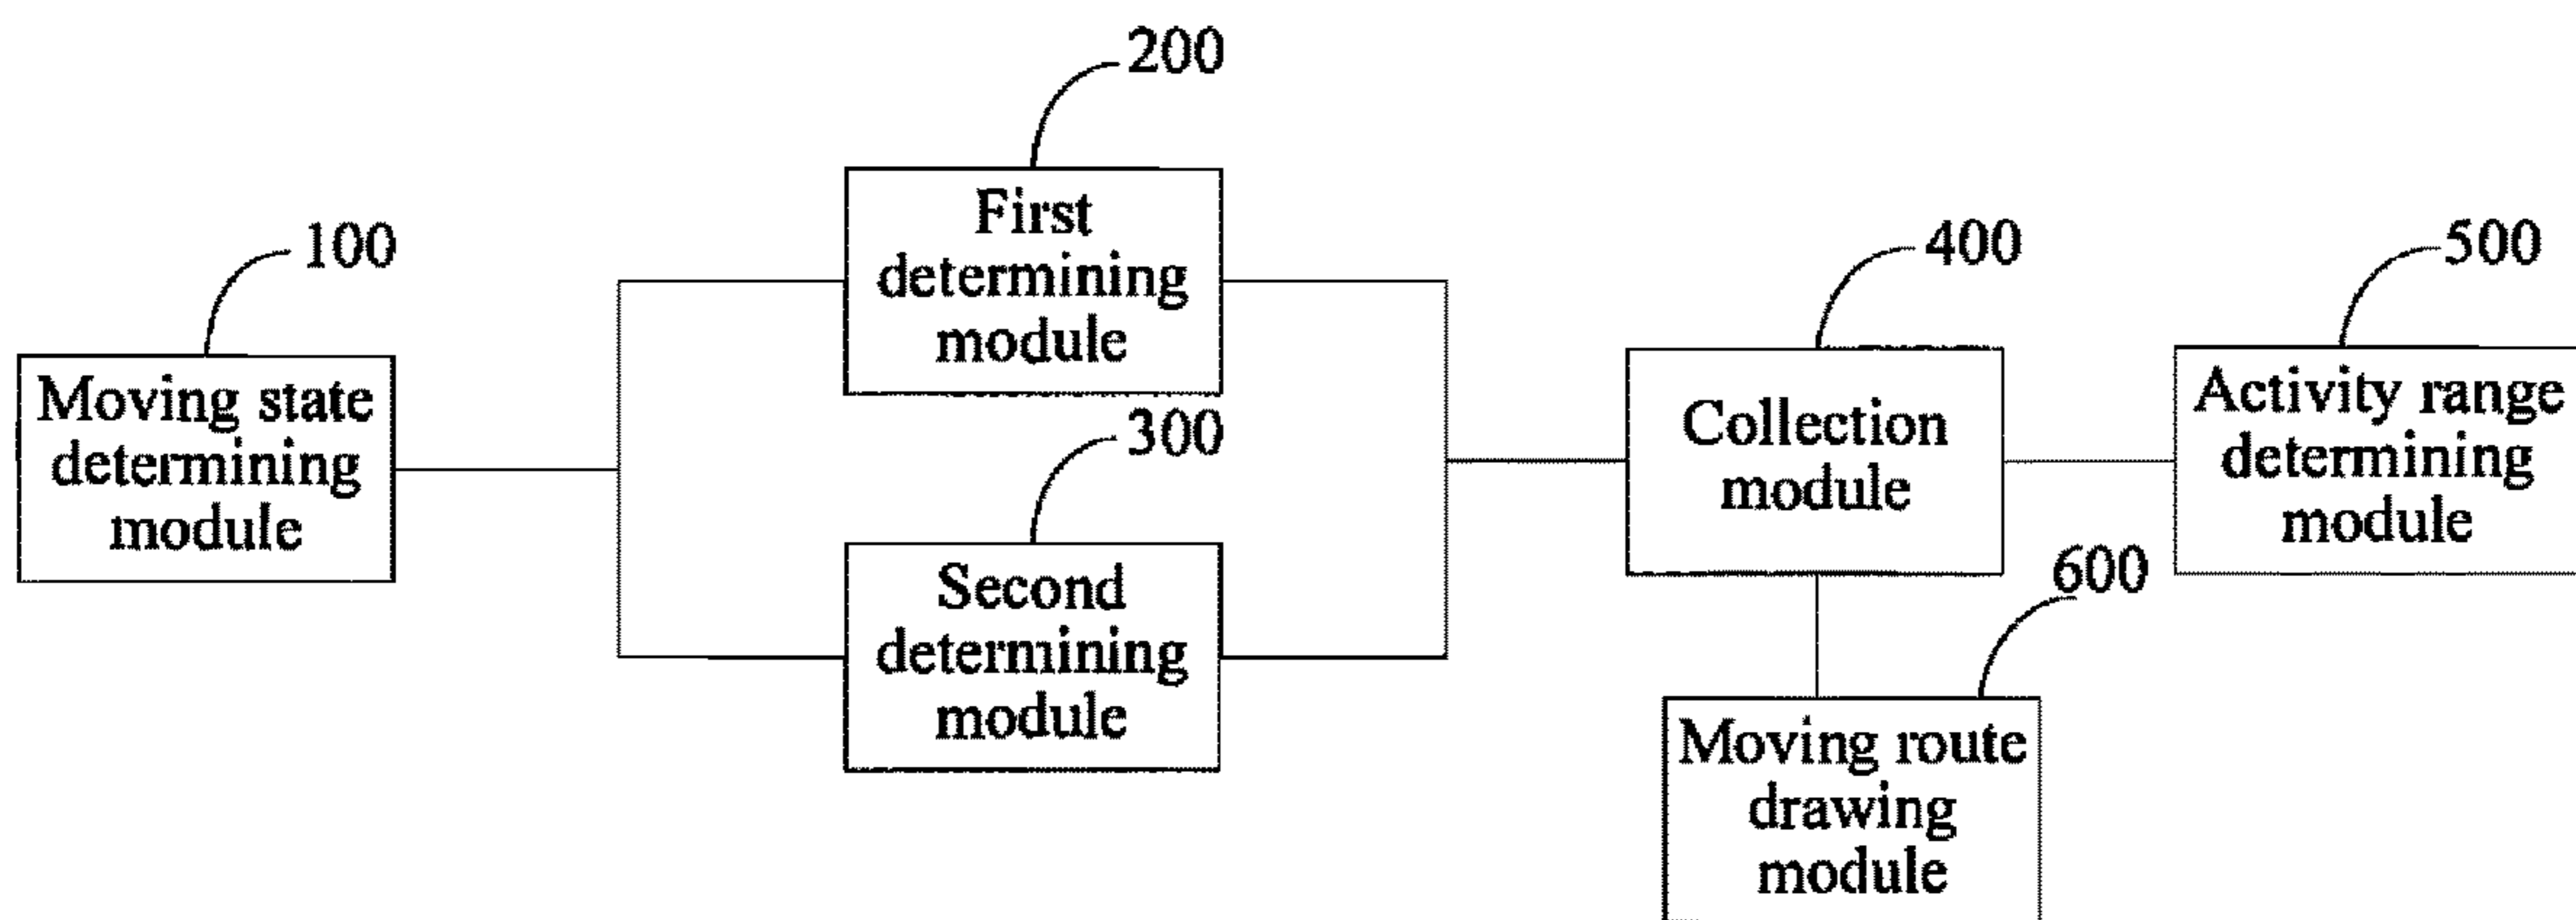 200
First
determining
module
100
Moving state
determining
module
300
Second
determining
module
400
Collection
module
500
Activity range
determining
module
600
Moving route
drawing
module